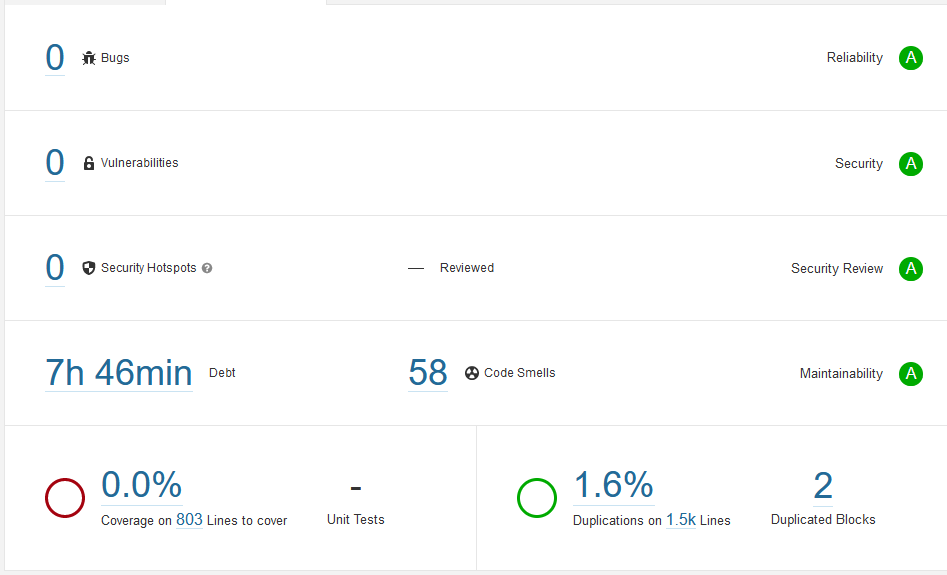 0 Bugs Reliability A
0 Vulnerabilities Security A
0 Security Hotspots ? — Reviewed Security Review A
7h 46min Debt 58 Code Smells Maintainability A
0.0% - 1.6% 2
Coverage on 803 Lines to cover Unit Tests Duplications on 1.5k Lines Duplicated Blocks